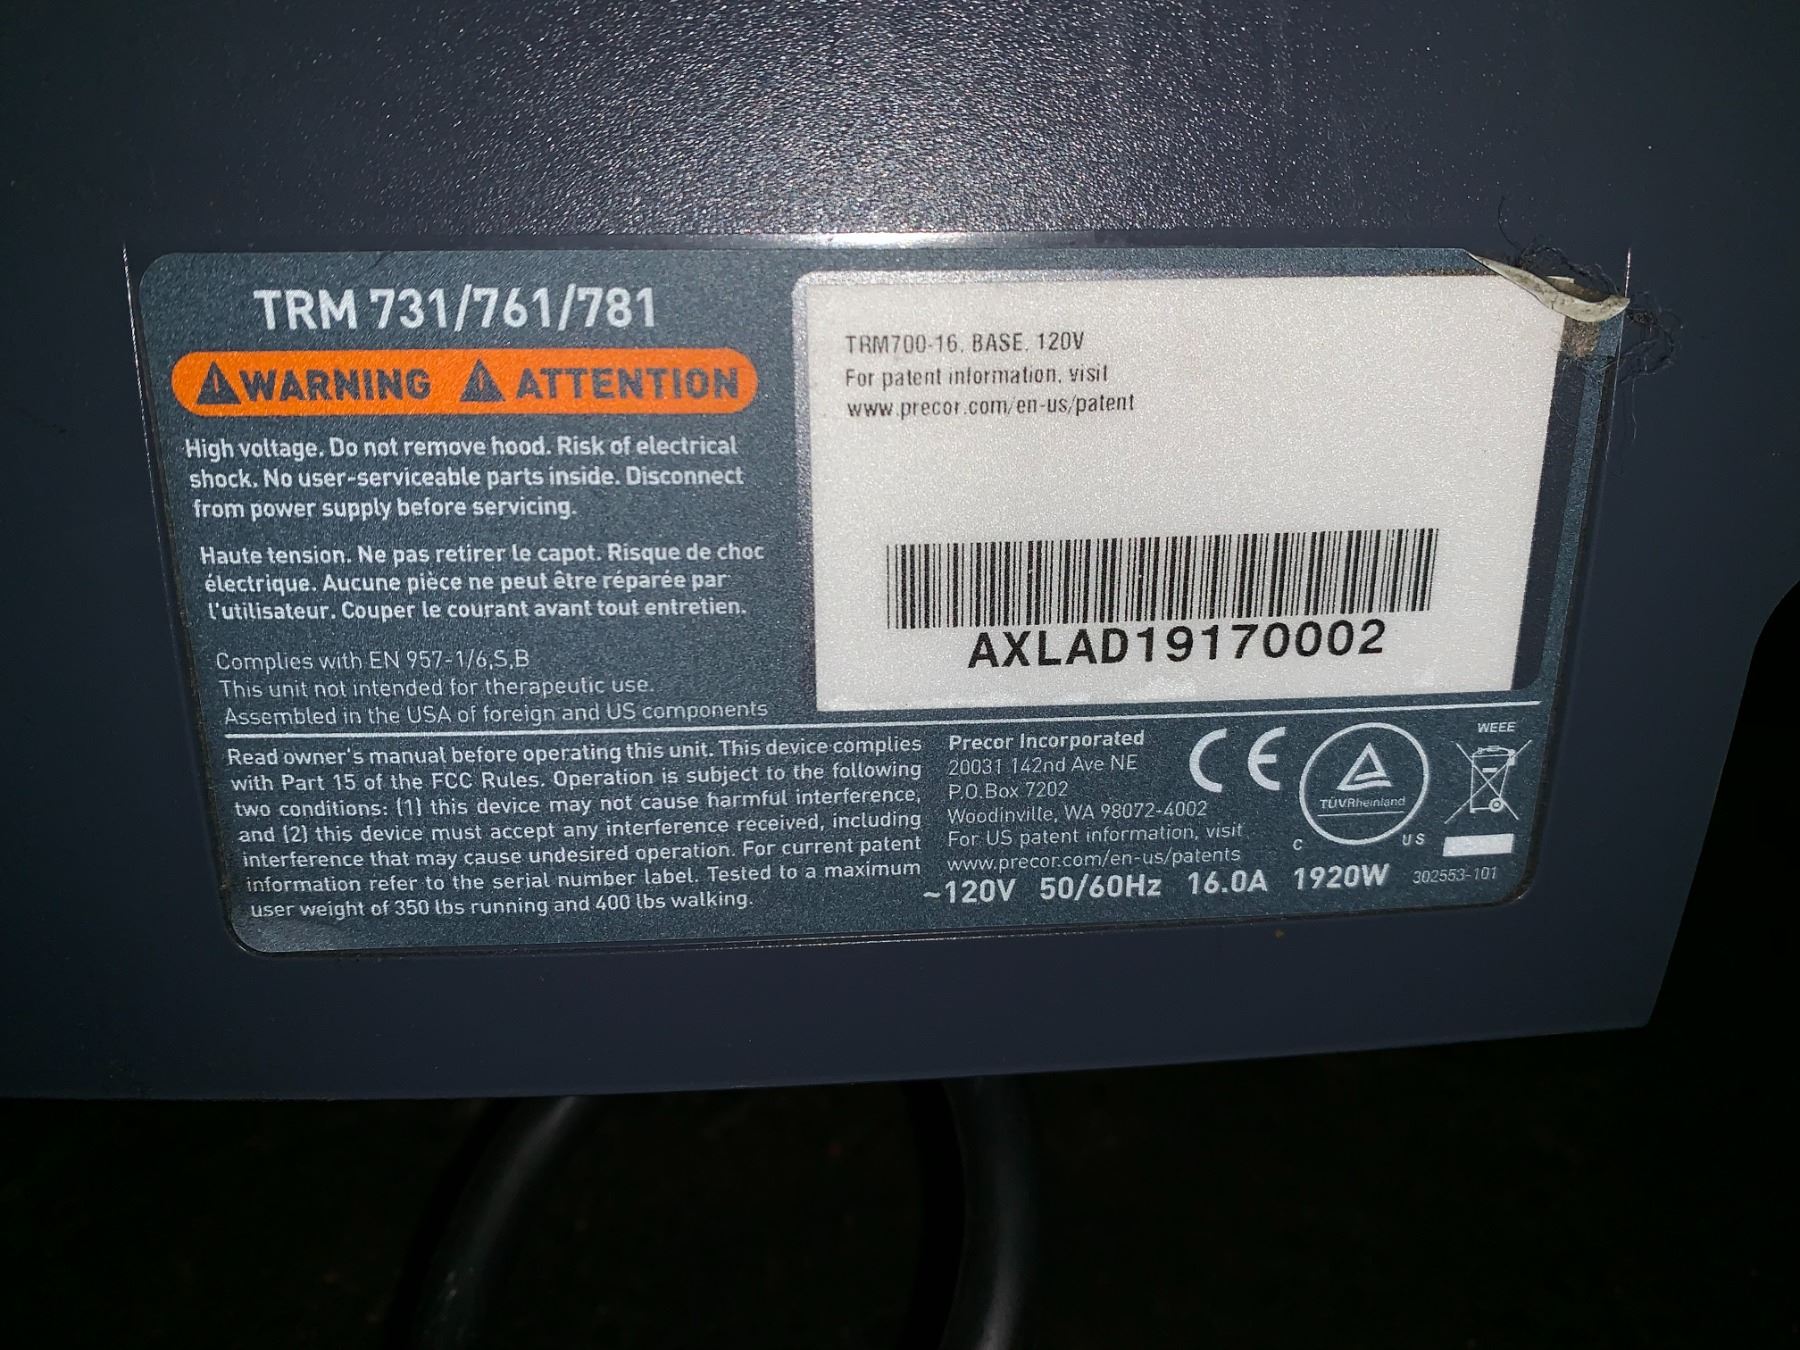 TRM 731/761/781
WARNING ATTENTION
High voltage. Do not remove hood. Risk of electrical
shock. No user-serviceable parts inside. Disconnect
from power supply before servicing.
Haute tension. Ne pas retirer le capot. Risque de choc
électrique. Aucune pièce ne peut être réparée par
l'utilisateur. Couper le courant avant tout entretien.
Complies with EN 957-1/6,S,B
This unit not intended for therapeutic use.
Assembled in the USA of foreign and US components
TRM700-16, BASE, 120V
For patent information, visit
www.precor.com/en-us/patent
AXLAD19170002
Read owner's manual before operating this unit. This device complies
with Part 15 of the FCC Rules. Operation is subject to the following
two conditions: (1) this device may not cause harmful interference,
and (2) this device must accept any interference received, including
interference that may cause undesired operation. For current patent
information refer to the serial number label. Tested to a maximum
user weight of 350 lbs running and 400 lbs walking.
Precor Incorporated
20031 142nd Ave NE
P.O.Box 7202
Woodinville, WA 98072-4002
For US patent information, visit
www.precor.com/en-us/patents
~120V 50/60Hz 16.0A 1920W
CE
TÜVRheinland
C US
WEEE
302553-101